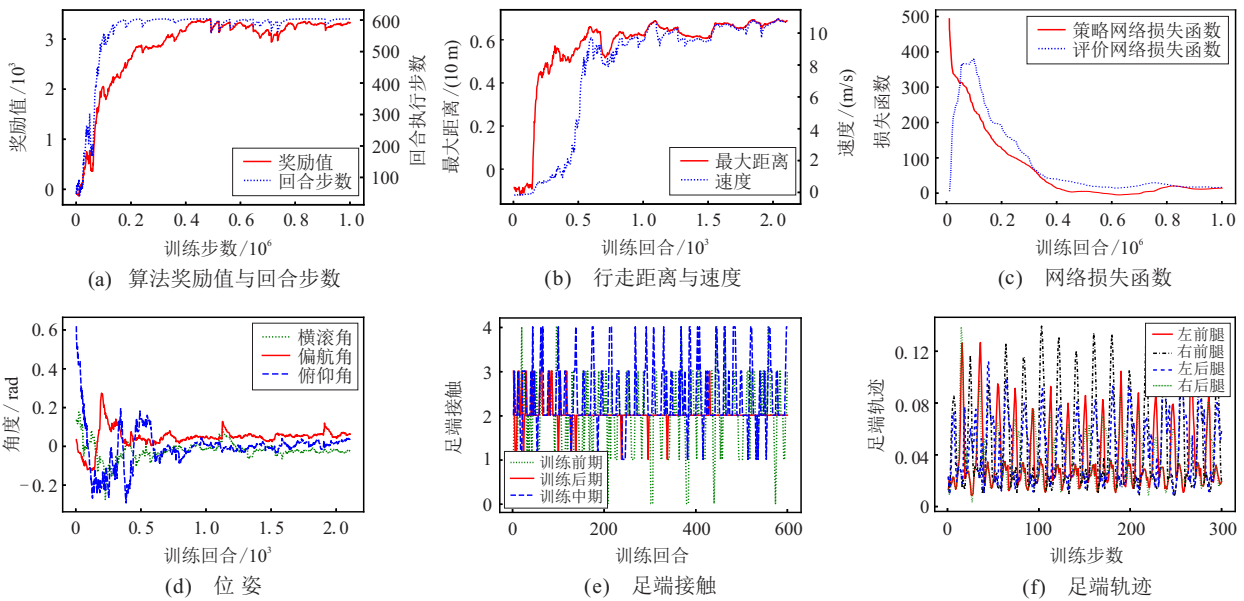 3
2
1
0
奖励值/10³
600
500
400
300
200
100
回合执行步数
奖励值
回合步数
0 0.2 0.4 0.6 0.8 1.0
训练步数/10⁶
(a) 算法奖励值与回合步数
0.6
0.4
0.2
0
最大距离/(10 m)
10
8
6
4
2
0
速度/(m/s)
最大距离
速度
0 0.5 1.0 1.5 2.0
训练回合/10³
(b) 行走距离与速度
500
400
300
200
100
0
损失函数
策略网络损失函数
评价网络损失函数
0 0.2 0.4 0.6 0.8 1.0
训练回合/10⁶
(c) 网络损失函数
0.6
0.4
0.2
0
−0.2
角度/rad
横滚角
偏航角
俯仰角
0 0.5 1.0 1.5 2.0
训练回合/10³
(d) 位 姿
4
3
2
1
0
足端接触
训练前期
训练后期
训练中期
0 200 400 600
训练回合
(e) 足端接触
0.12
0.08
0.04
0
足端轨迹
左前腿
右前腿
左后腿
右后腿
0 100 200 300
训练步数
(f) 足端轨迹